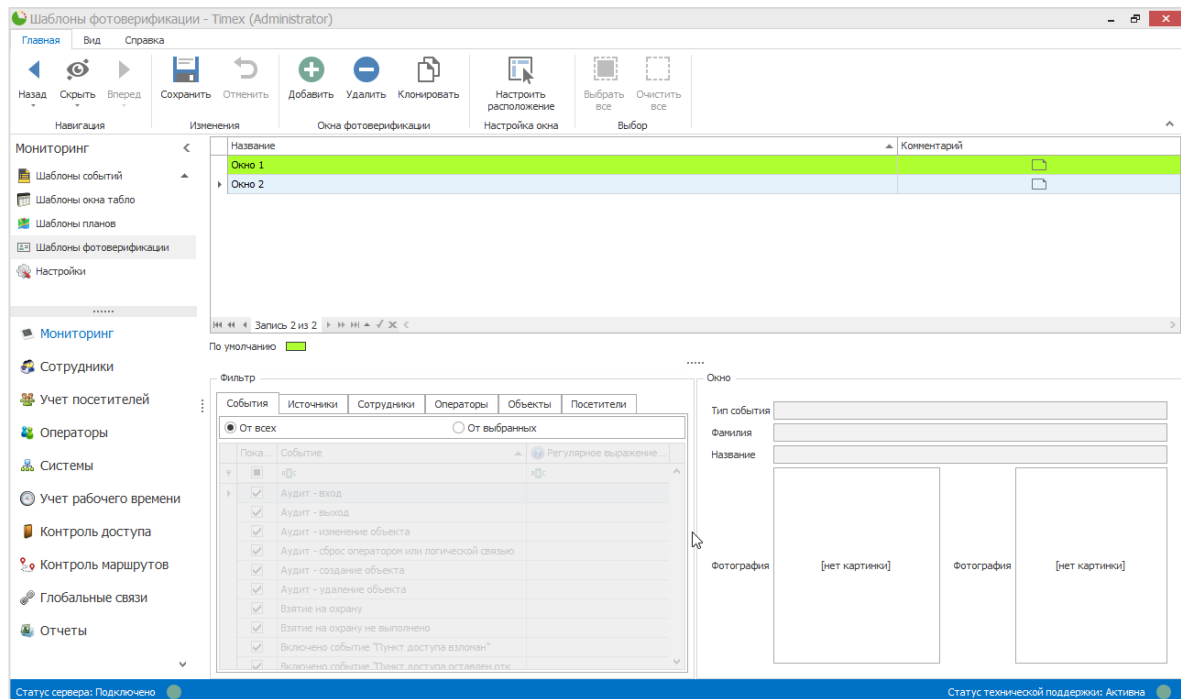 Шаблоны фотоверификации - Timex (Administrator)
Главная Вид Справка
Назад Скрыть Вперед Сохранить Отменить Добавить Удалить Клонировать Настроить расположение Выбрать все Очистить все
Навигация Изменения Окна фотоверификации Настройка окна Выбор
Мониторинг
Шаблоны событий
Шаблоны окна табло
Шаблоны планов
Шаблоны фотоверификации
Настройки
Мониторинг
Сотрудники
Учет посетителей
Операторы
Системы
Учет рабочего времени
Контроль доступа
Контроль маршрутов
Глобальные связи
Отчеты
Название Комментарий
Окно 1
Окно 2
Запись 2 из 2
По умолчанию
Фильтр
События Источники Сотрудники Операторы Объекты Посетители
От всех От выбранных
Пока... Событие Регулярное выражение...
Аудит - вход
Аудит - выход
Аудит - изменение объекта
Аудит - сброс оператором или логической связью
Аудит - создание объекта
Аудит - удаление объекта
Взятие на охрану
Взятие на охрану не выполнено
Включено событие "Пункт доступа взломан"
Включено событие "Пункт доступа оставлен отк
Окно
Тип события
Фамилия
Название
Фотография [нет картинки] Фотография [нет картинки]
Статус сервера: Подключено Статус технической поддержки: Активна